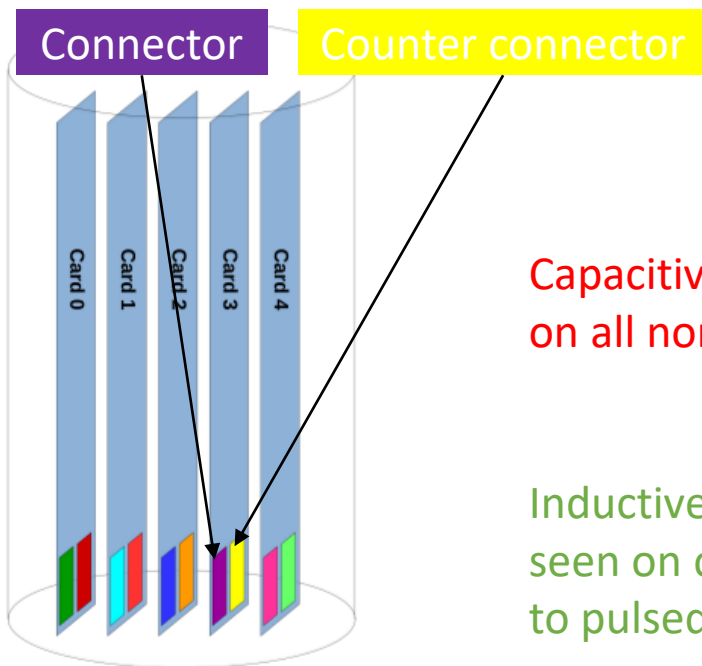 Connector
Counter connector
Card 0
Card 1
Card 2
Card 3
Card 4
Capacitiv
on all nor
Inductive
seen on
to pulsed